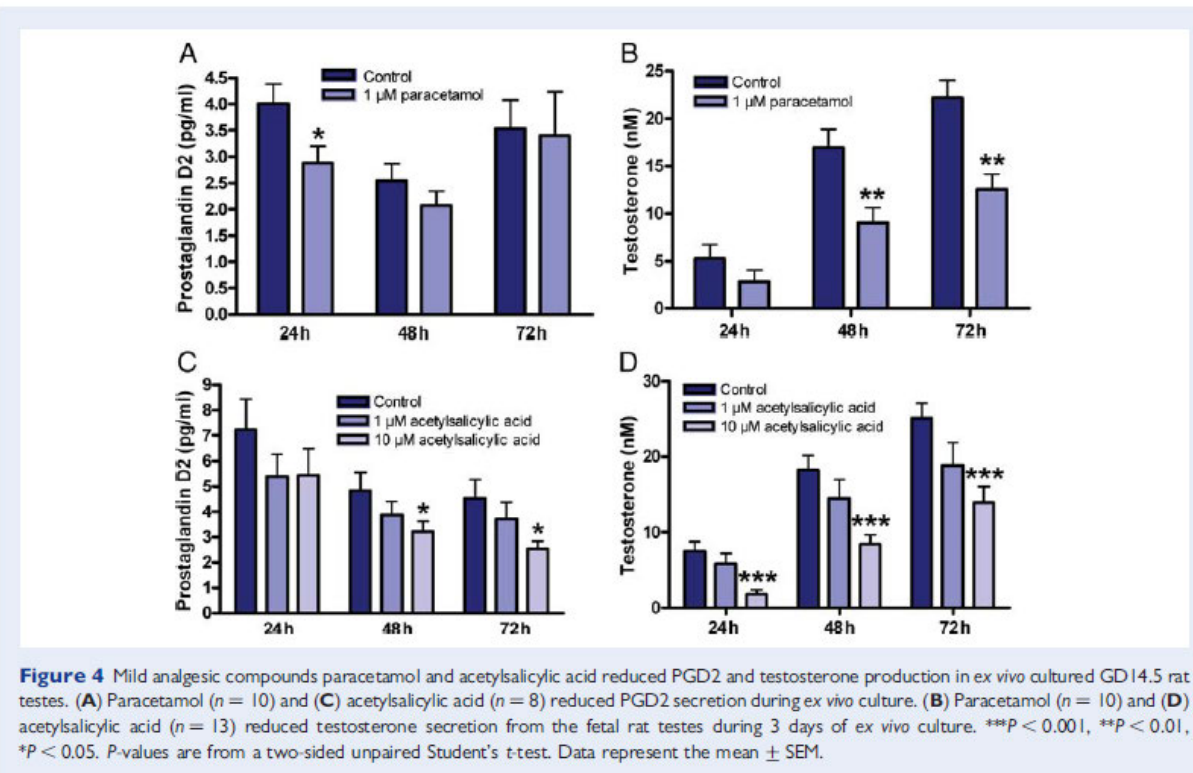 A
Prostaglandin D2 (pg/ml)
4.5
4.0
3.5
3.0
2.5
2.0
1.5
1.0
0.5
0.0
Control
1 µM paracetamol
*
24h 48h 72h
B
Testosterone (nM)
25
20
15
10
5
0
Control
1 µM paracetamol
**
**
24h 48h 72h
C
Prostaglandin D2 (pg/ml)
9
8
7
6
5
4
3
2
1
0
Control
1 µM acetylsalicylic acid
10 µM acetylsalicylic acid
*
*
24h 48h 72h
D
Testosterone (nM)
30
20
10
0
Control
1 µM acetylsalicylic acid
10 µM acetylsalicylic acid
***
***
***
24h 48h 72h
Figure 4 Mild analgesic compounds paracetamol and acetylsalicylic acid reduced PGD2 and testosterone production in ex vivo cultured GD14.5 rat
testes. (A) Paracetamol (n = 10) and (C) acetylsalicylic acid (n = 8) reduced PGD2 secretion during ex vivo culture. (B) Paracetamol (n = 10) and (D)
acetylsalicylic acid (n = 13) reduced testosterone secretion from the fetal rat testes during 3 days of ex vivo culture. ***P < 0.001, **P < 0.01,
*P < 0.05. P-values are from a two-sided unpaired Student's t-test. Data represent the mean ± SEM.